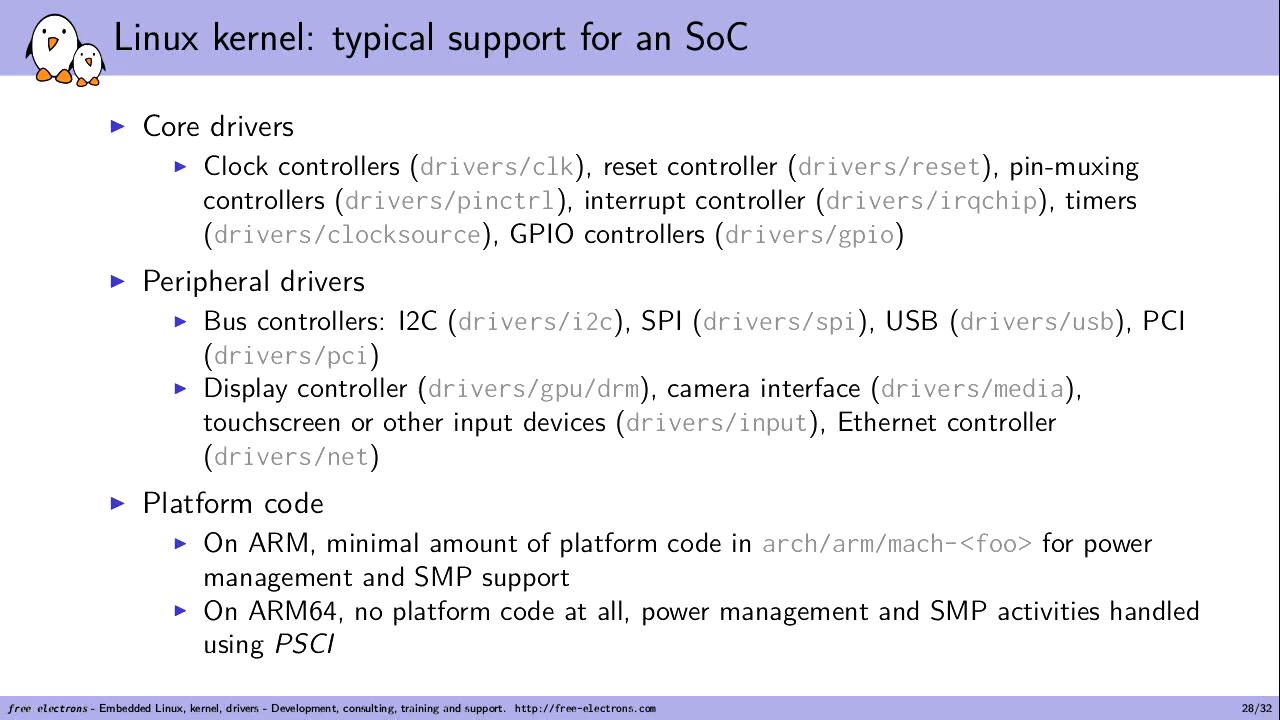 Linux kernel: typical support for an SoC
Core drivers
Clock controllers (drivers/clk), reset controller (drivers/reset), pin-muxing
controllers (drivers/pinctrl), interrupt controller (drivers/irqchip), timers
(drivers/clocksource), GPIO controllers (drivers/gpio)
Peripheral drivers
Bus controllers: I2C (drivers/i2c), SPI (drivers/spi), USB (drivers/usb), PCI
(drivers/pci)
Display controller (drivers/gpu/drm), camera interface (drivers/media),
touchscreen or other input devices (drivers/input), Ethernet controller
(drivers/net)
Platform code
On ARM, minimal amount of platform code in arch/arm/mach-<foo> for power
management and SMP support
On ARM64, no platform code at all, power management and SMP activities handled
using PSCI
free electrons - Embedded Linux, kernel, drivers - Development, consulting, training and support. http://free-electrons.com 28/32